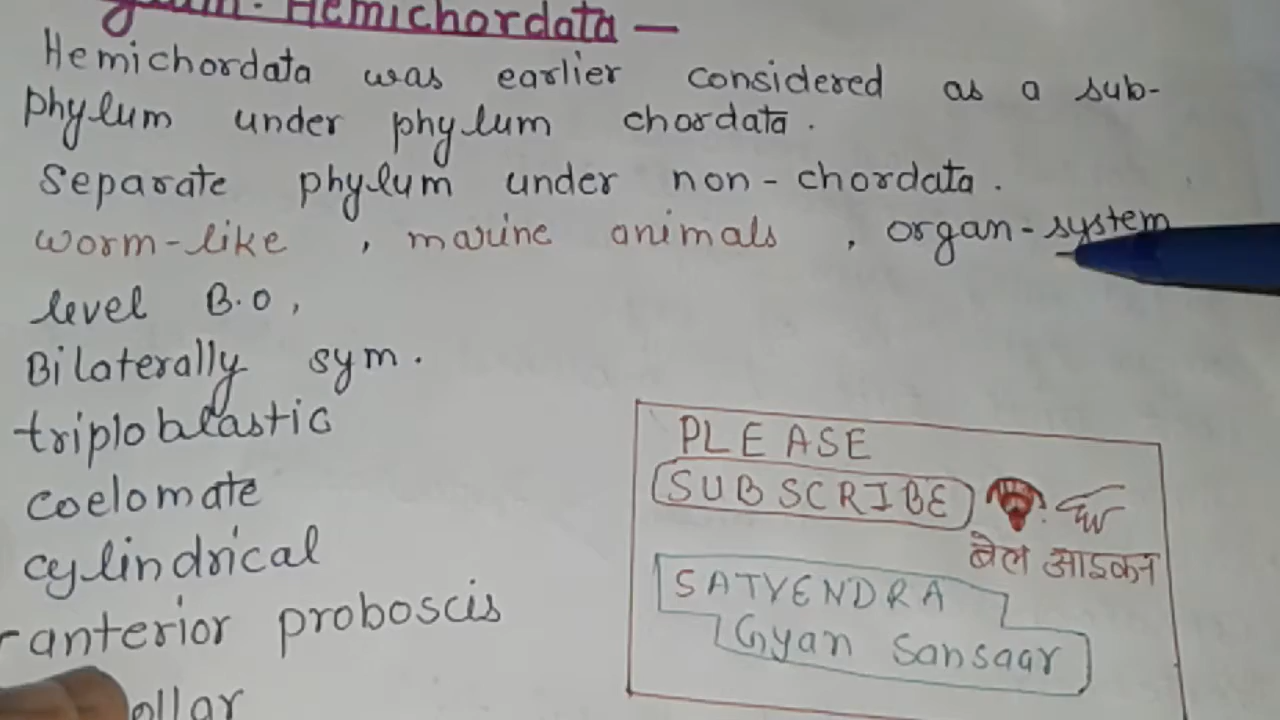 Hemichordata —
Hemichordata was earlier considered as a sub-
phylum under phylum chordata.
Separate phylum under non-chordata.
worm-like, marine animals, organ-system
level B.O,
Bilaterally sym.
triploblastic
coelomate
cylindrical
anterior proboscis
PLEASE
SUBSCRIBE
बेल आइकन
SATYENDRA
Gyan Sansaar